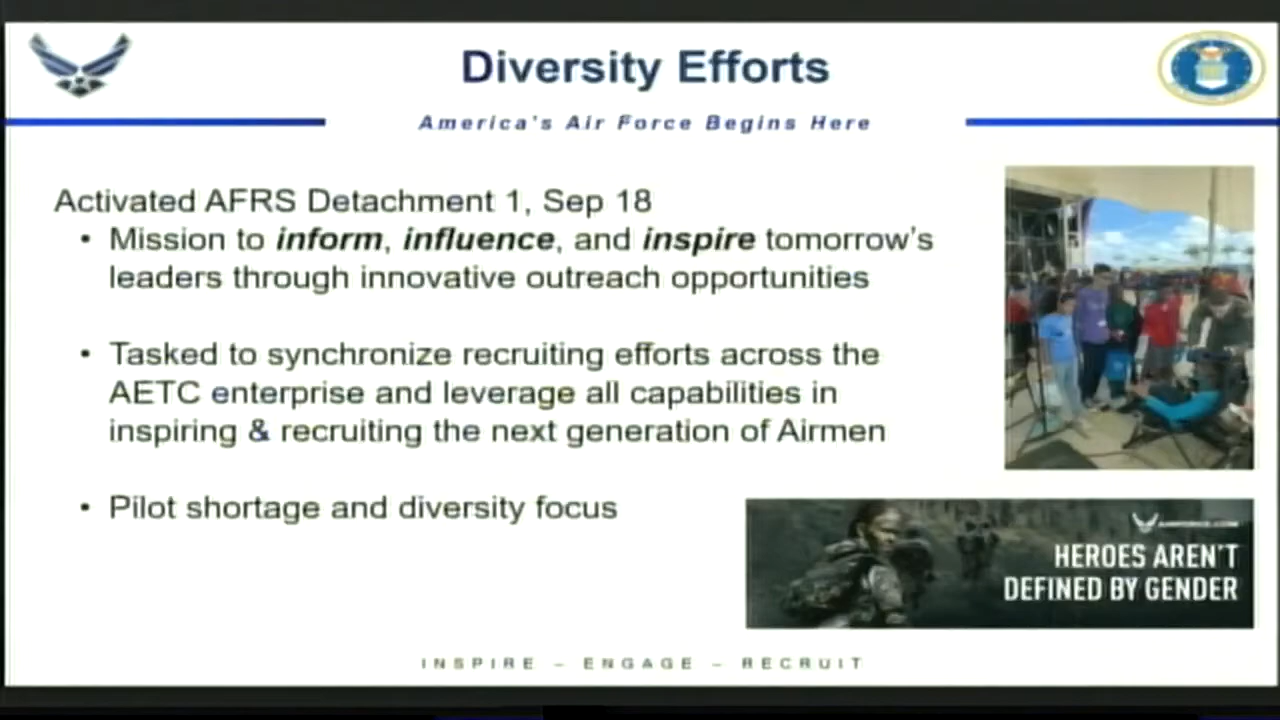 Diversity Efforts
America's Air Force Begins Here
Activated AFRS Detachment 1, Sep 18
• Mission to inform, influence, and inspire tomorrow's
leaders through innovative outreach opportunities
• Tasked to synchronize recruiting efforts across the
AETC enterprise and leverage all capabilities in
inspiring & recruiting the next generation of Airmen
• Pilot shortage and diversity focus
AIRFORCE.COM
HEROES AREN'T
DEFINED BY GENDER
INSPIRE – ENGAGE – RECRUIT